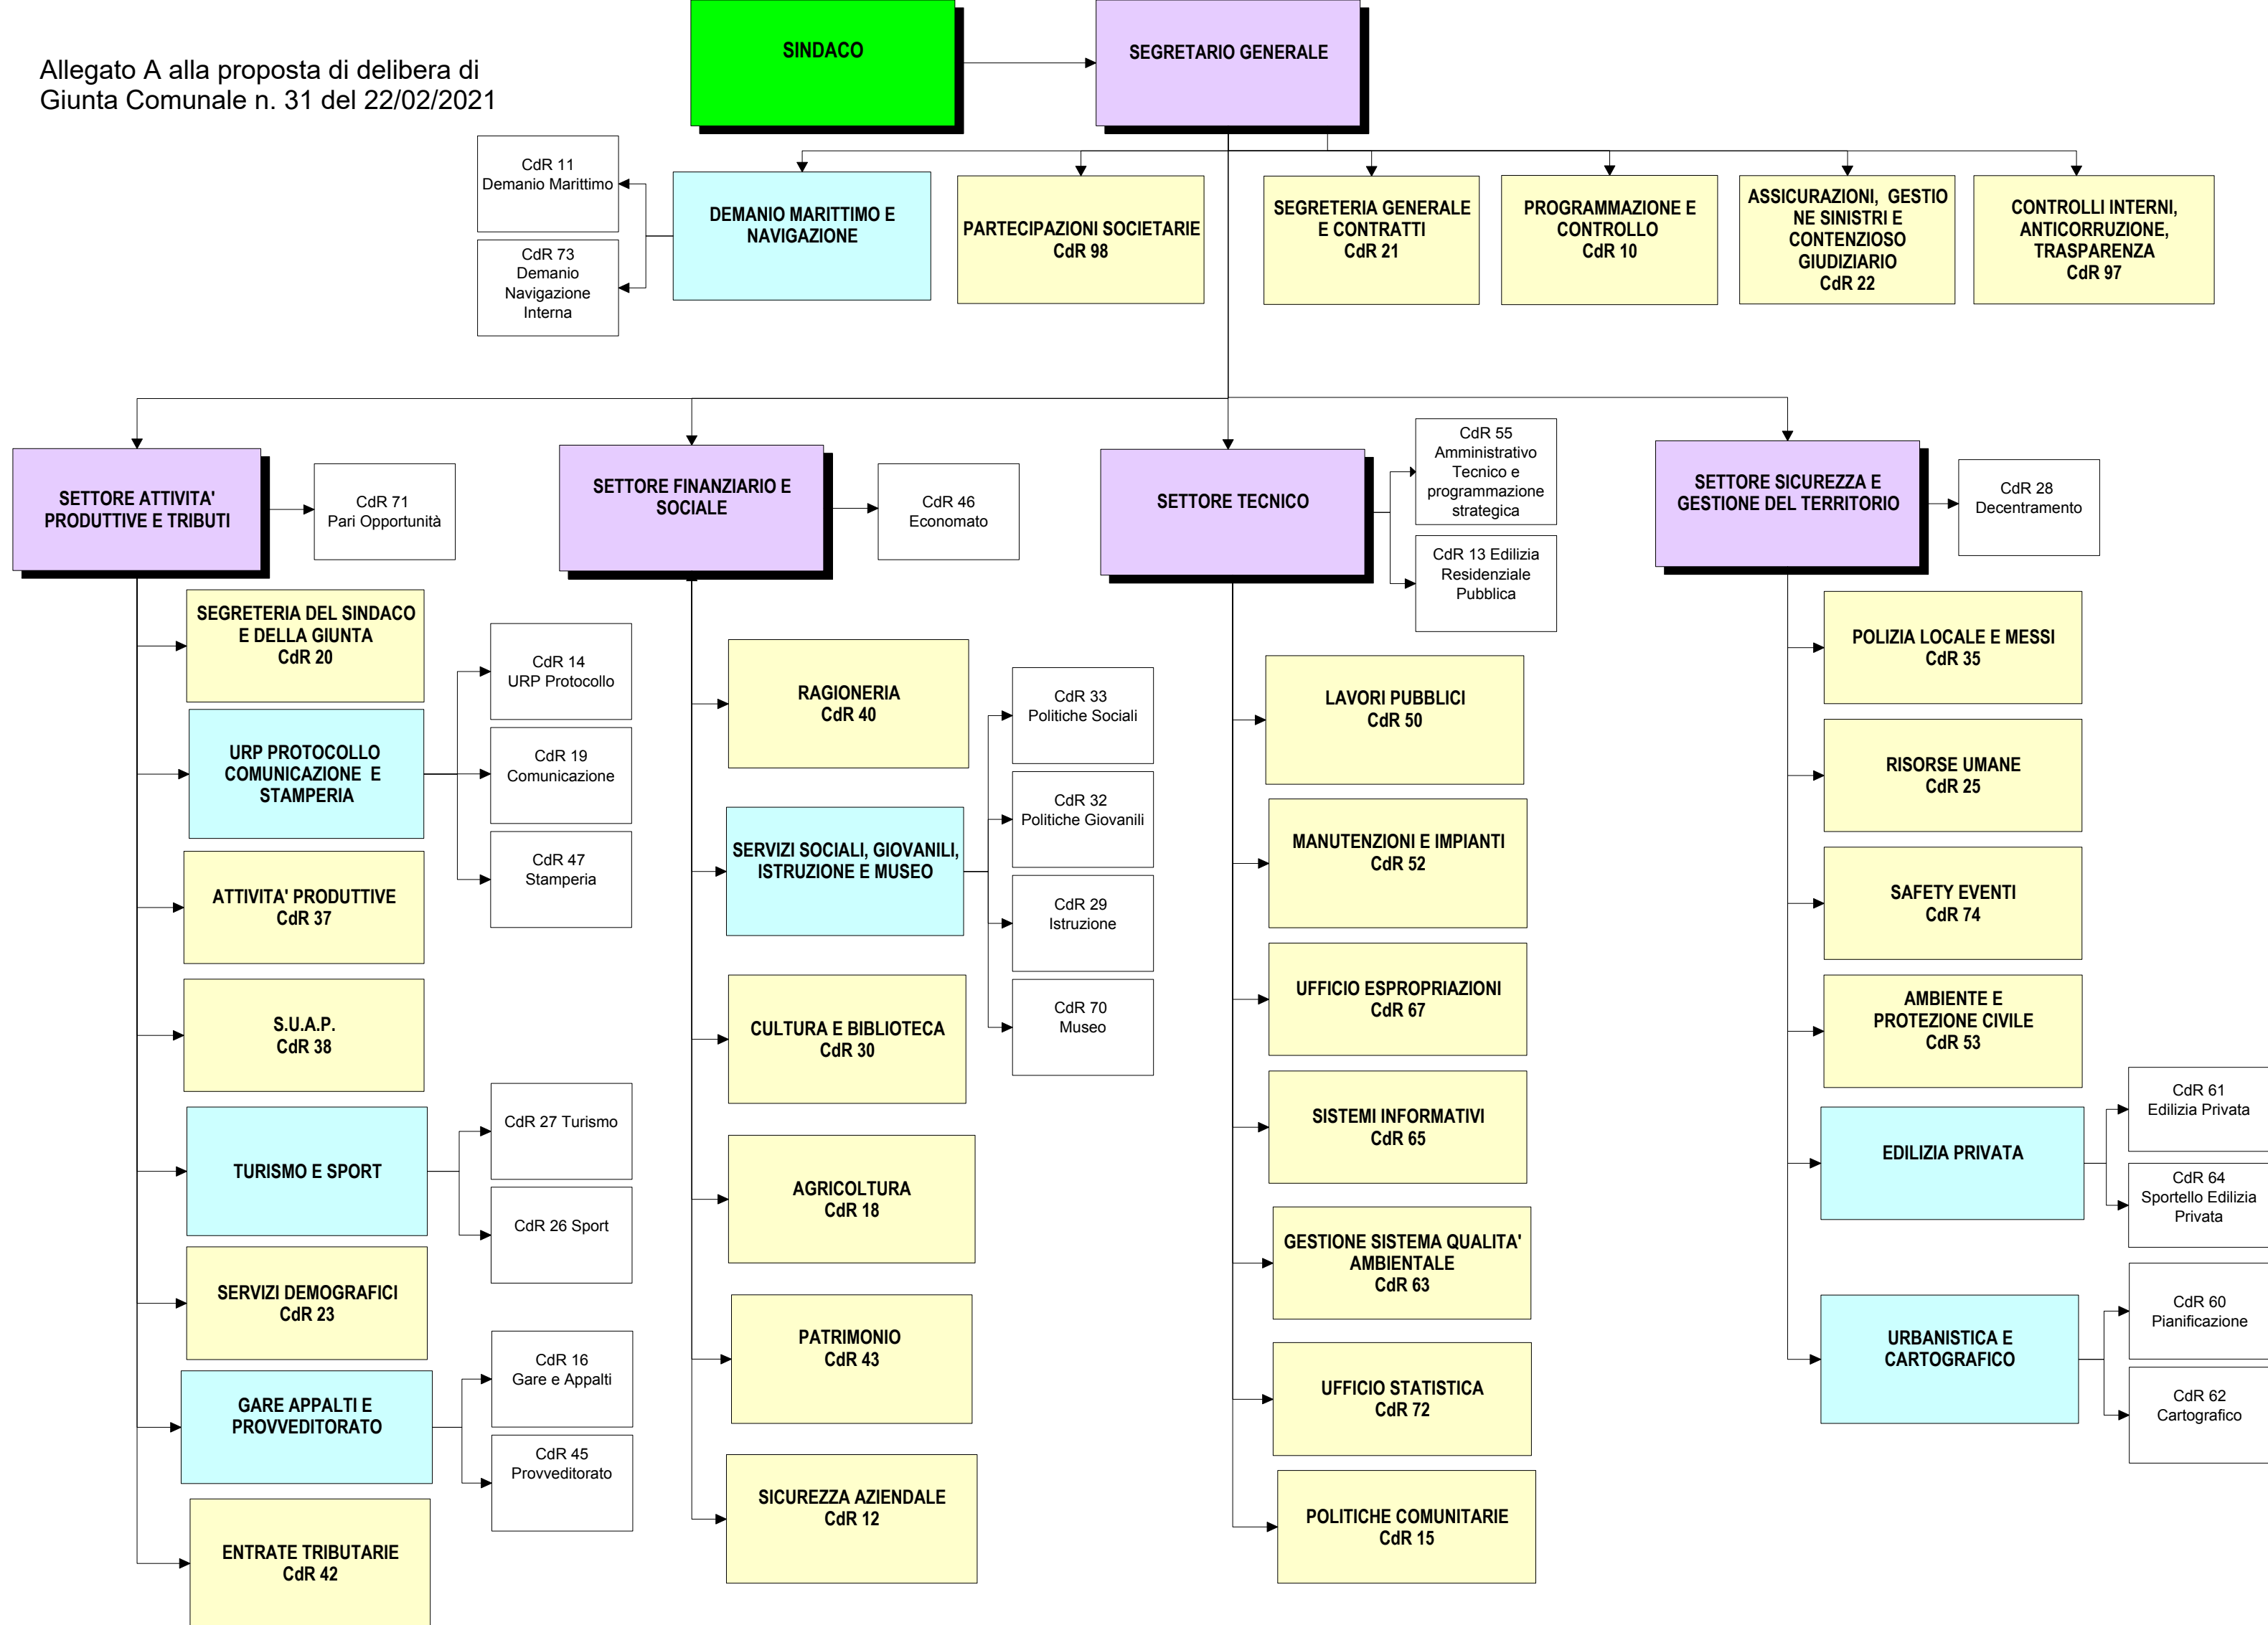 Allegato A alla proposta di delibera di
Giunta Comunale n. 31 del 22/02/2021
SINDACO
SEGRETARIO GENERALE
CdR 11
Demanio Marittimo
CdR 73
Demanio
Navigazione
Interna
DEMANIO MARITTIMO E
NAVIGAZIONE
PARTECIPAZIONI SOCIETARIE
CdR 98
SEGRETERIA GENERALE
E CONTRATTI
CdR 21
PROGRAMMAZIONE E
CONTROLLO
CdR 10
ASSICURAZIONI, GESTIO
NE SINISTRI E
CONTENZIOSO
GIUDIZIARIO
CdR 22
CONTROLLI INTERNI,
ANTICORRUZIONE,
TRASPARENZA
CdR 97
SETTORE ATTIVITA'
PRODUTTIVE E TRIBUTI
CdR 71
Pari Opportunità
SEGRETERIA DEL SINDACO
E DELLA GIUNTA
CdR 20
URP PROTOCOLLO
COMUNICAZIONE E
STAMPERIA
CdR 14
URP Protocollo
CdR 19
Comunicazione
CdR 47
Stamperia
ATTIVITA' PRODUTTIVE
CdR 37
S.U.A.P.
CdR 38
TURISMO E SPORT
CdR 27 Turismo
CdR 26 Sport
SERVIZI DEMOGRAFICI
CdR 23
GARE APPALTI E
PROVVEDITORATO
CdR 16
Gare e Appalti
CdR 45
Provveditorato
ENTRATE TRIBUTARIE
CdR 42
SETTORE FINANZIARIO E
SOCIALE
CdR 46
Economato
RAGIONERIA
CdR 40
SERVIZI SOCIALI, GIOVANILI,
ISTRUZIONE E MUSEO
CdR 33
Politiche Sociali
CdR 32
Politiche Giovanili
CdR 29
Istruzione
CdR 70
Museo
CULTURA E BIBLIOTECA
CdR 30
AGRICOLTURA
CdR 18
PATRIMONIO
CdR 43
SICUREZZA AZIENDALE
CdR 12
SETTORE TECNICO
CdR 55
Amministrativo
Tecnico e
programmazione
strategica
CdR 13 Edilizia
Residenziale
Pubblica
LAVORI PUBBLICI
CdR 50
MANUTENZIONI E IMPIANTI
CdR 52
UFFICIO ESPROPRIAZIONI
CdR 67
SISTEMI INFORMATIVI
CdR 65
GESTIONE SISTEMA QUALITA'
AMBIENTALE
CdR 63
UFFICIO STATISTICA
CdR 72
POLITICHE COMUNITARIE
CdR 15
SETTORE SICUREZZA E
GESTIONE DEL TERRITORIO
CdR 28
Decentramento
POLIZIA LOCALE E MESSI
CdR 35
RISORSE UMANE
CdR 25
SAFETY EVENTI
CdR 74
AMBIENTE E
PROTEZIONE CIVILE
CdR 53
EDILIZIA PRIVATA
CdR 61
Edilizia Privata
CdR 64
Sportello Edilizia
Privata
URBANISTICA E
CARTOGRAFICO
CdR 60
Pianificazione
CdR 62
Cartografico